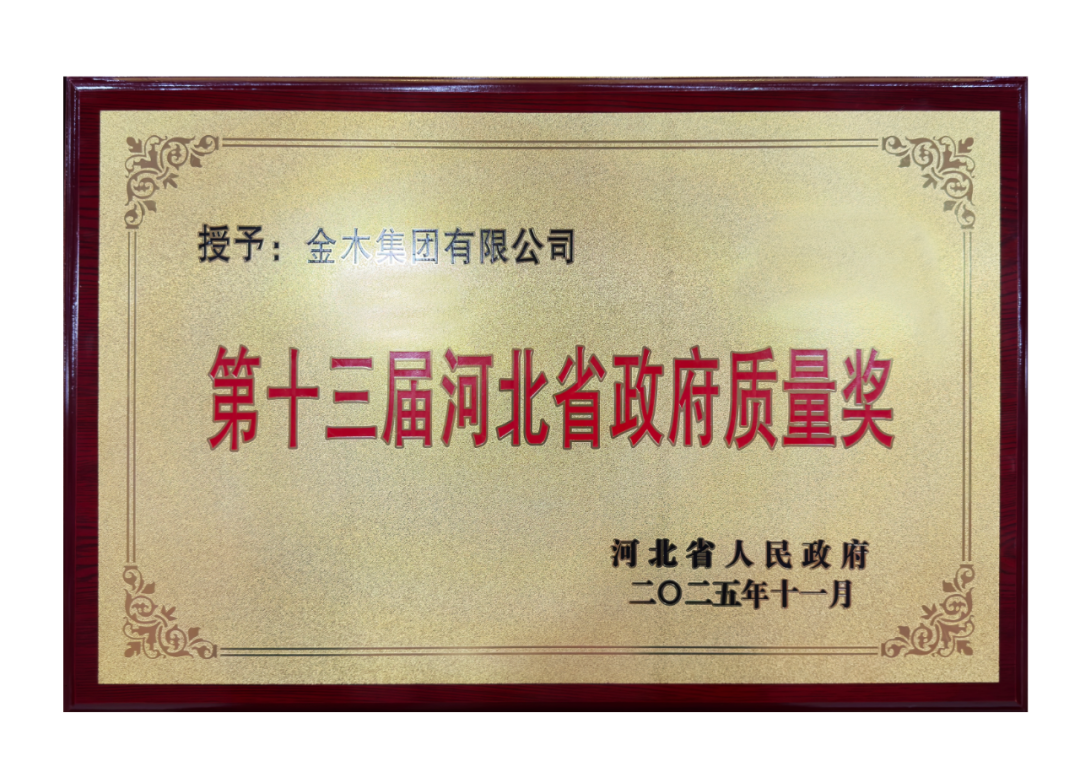 授予：金木集团有限公司
第十三届河北省政府质量奖
河北省人民政府
二〇二五年十一月